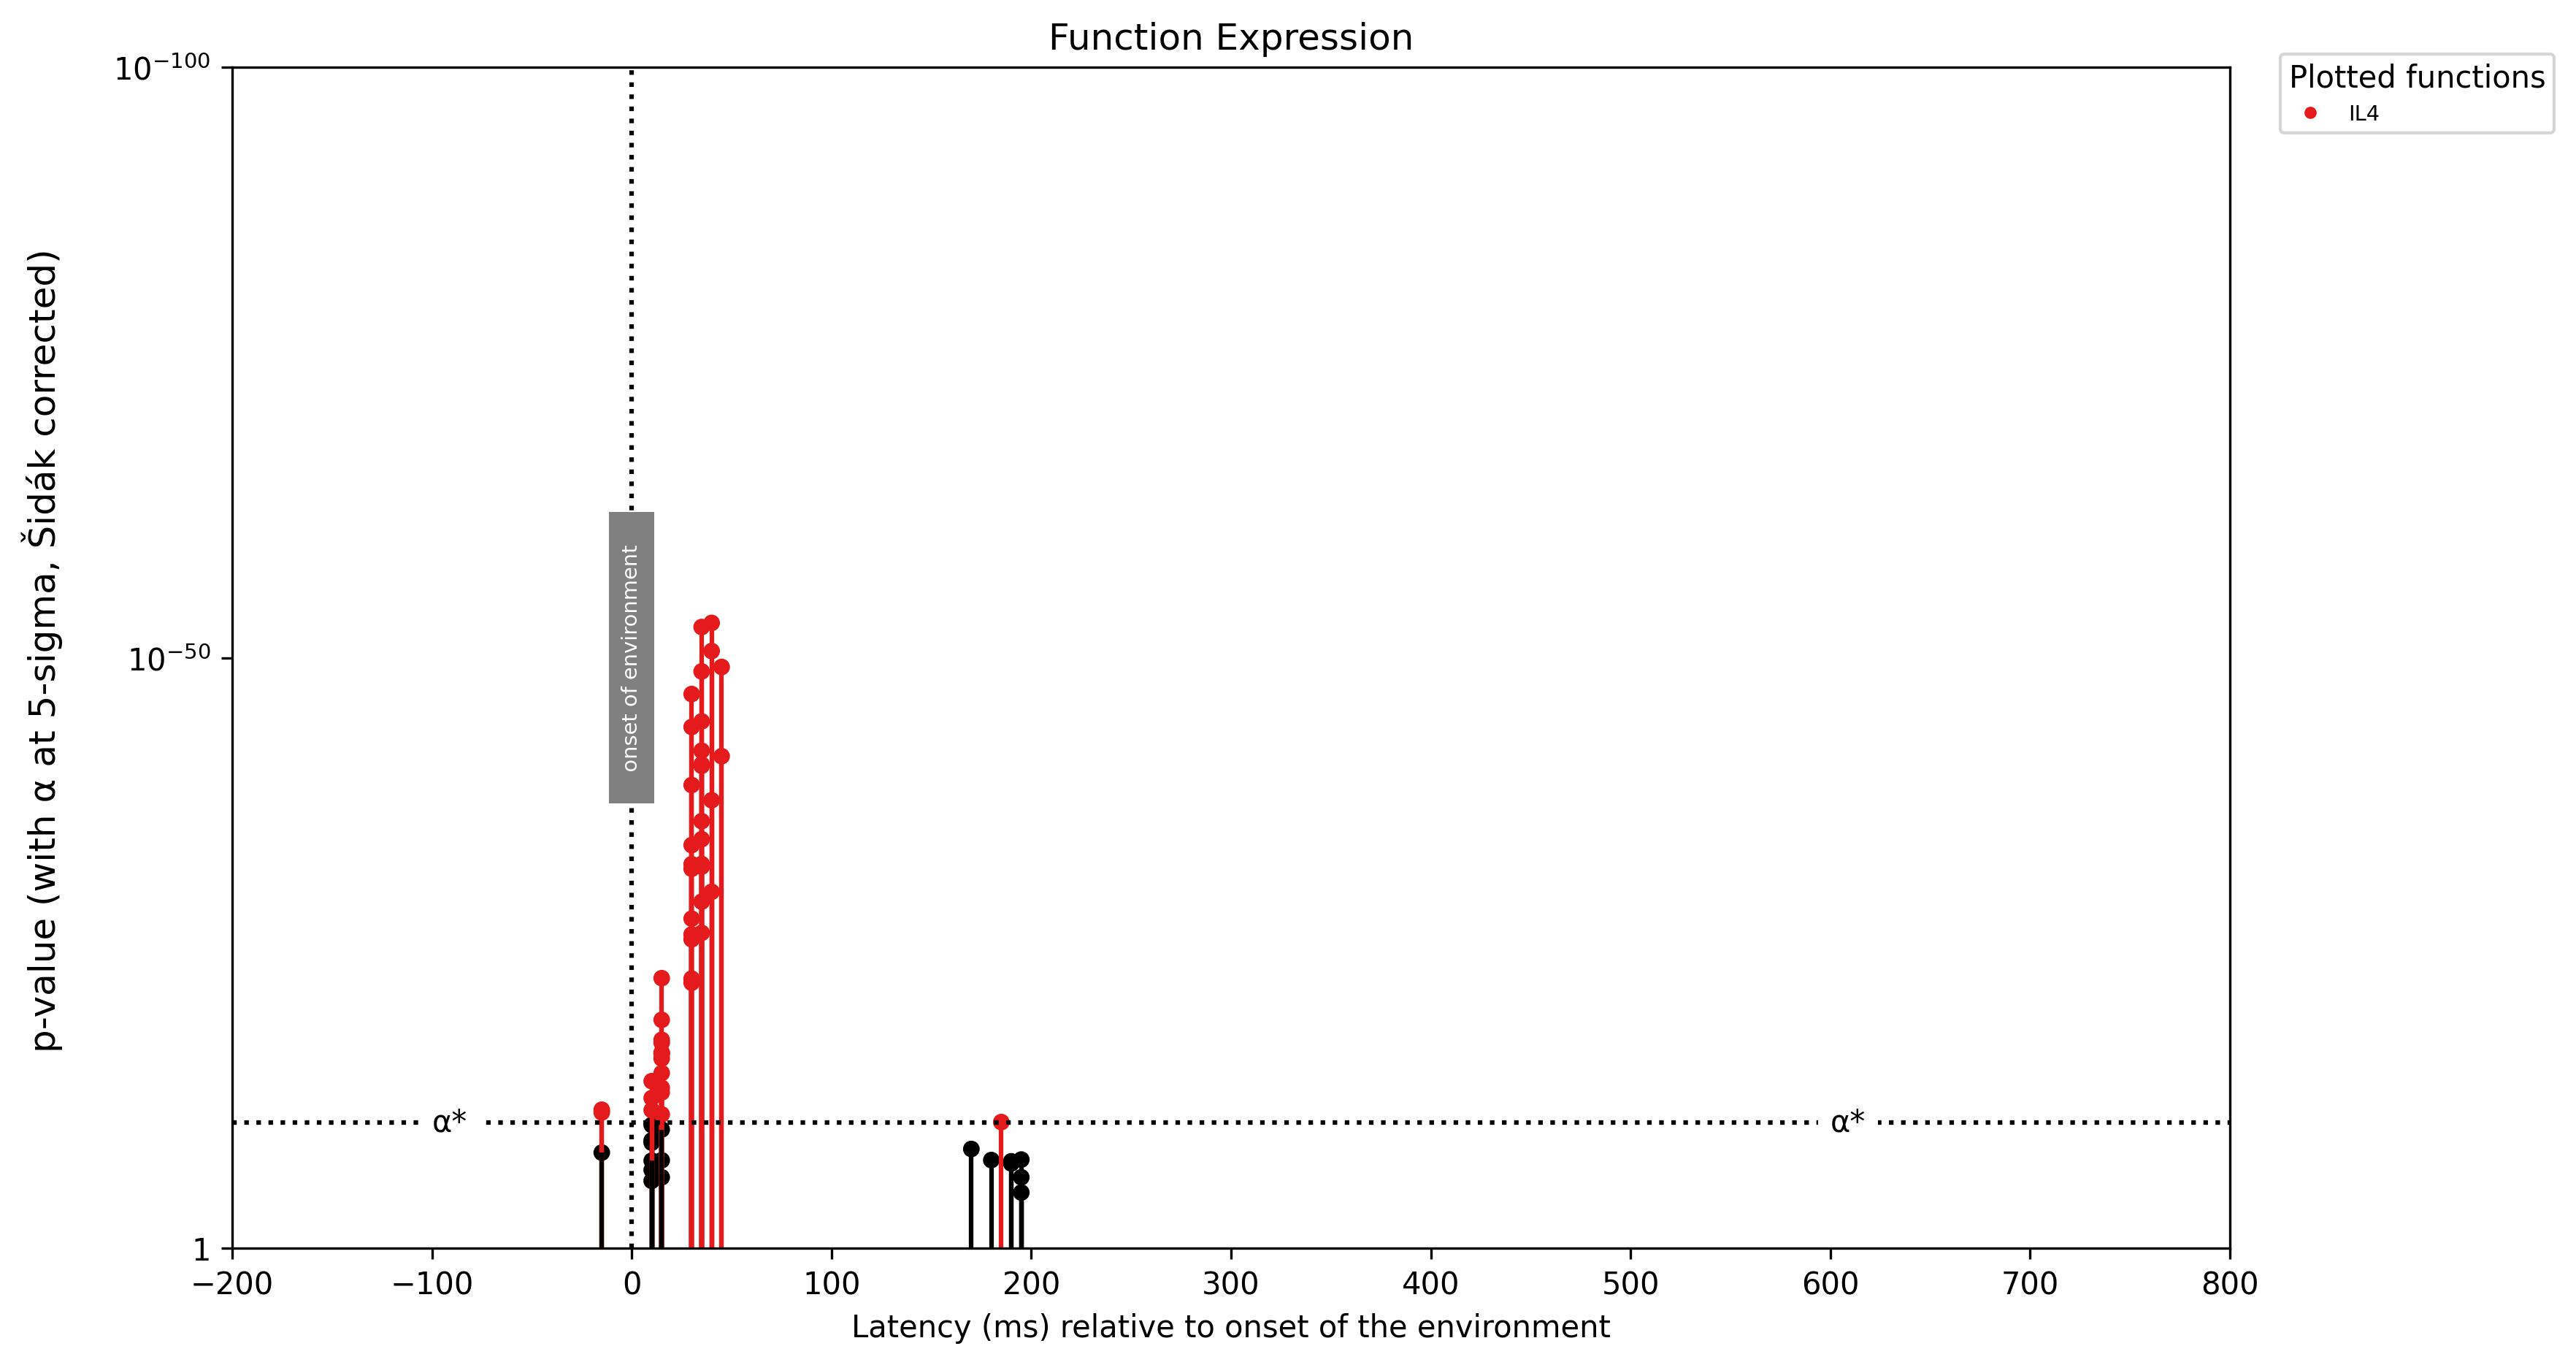 Function Expression
Plotted functions
IL4
p-value (with α at 5-sigma, Šidák corrected)
10⁻¹⁰⁰
10⁻⁵⁰
1
onset of environment
α*
α*
−200 −100 0 100 200 300 400 500 600 700 800
Latency (ms) relative to onset of the environment